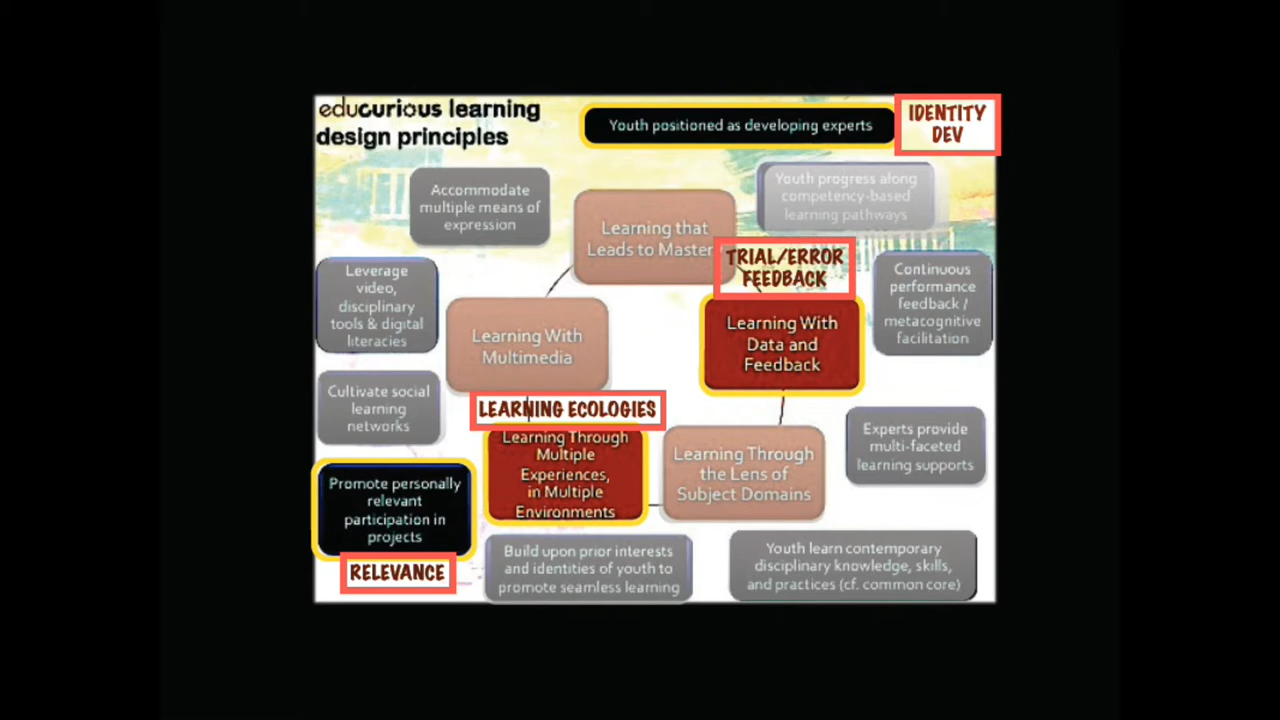 educurious learning
design principles
Youth positioned as developing experts
IDENTITY
DEV
Accommodate
multiple means of
expression
Learning that
Leads to Master
Youth progress along
competency-based
learning pathways
TRIAL/ERROR
FEEDBACK
Leverage
video,
disciplinary
tools & digital
literacies
Learning With
Multimedia
Learning With
Data and
Feedback
Continuous
performance
feedback /
metacognitive
facilitation
Cultivate social
learning
networks
LEARNING ECOLOGIES
Learning Through
Multiple
Experiences,
in Multiple
Environments
Learning Through
the Lens of
Subject Domains
Experts provide
multi-faceted
learning supports
Promote personally
relevant
participation in
projects
RELEVANCE
Build upon prior interests
and identities of youth to
promote seamless learning
Youth learn contemporary
disciplinary knowledge, skills,
and practices (cf. common core)